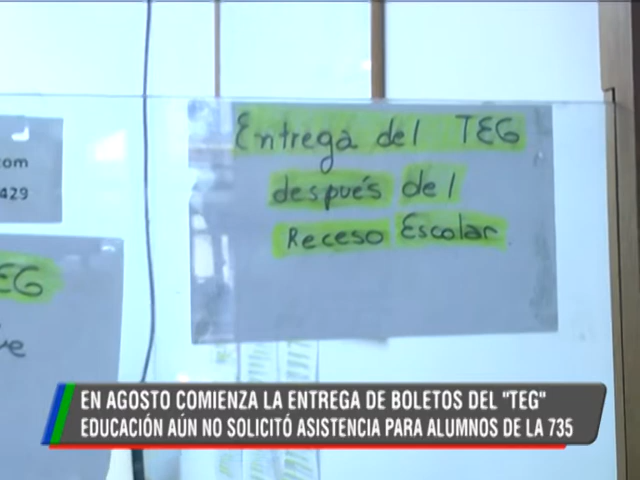 Entrega del TEG
después del
Receso Escolar
com
429
EG
ve
EN AGOSTO COMIENZA LA ENTREGA DE BOLETOS DEL "TEG"
EDUCACIÓN AÚN NO SOLICITÓ ASISTENCIA PARA ALUMNOS DE LA 735